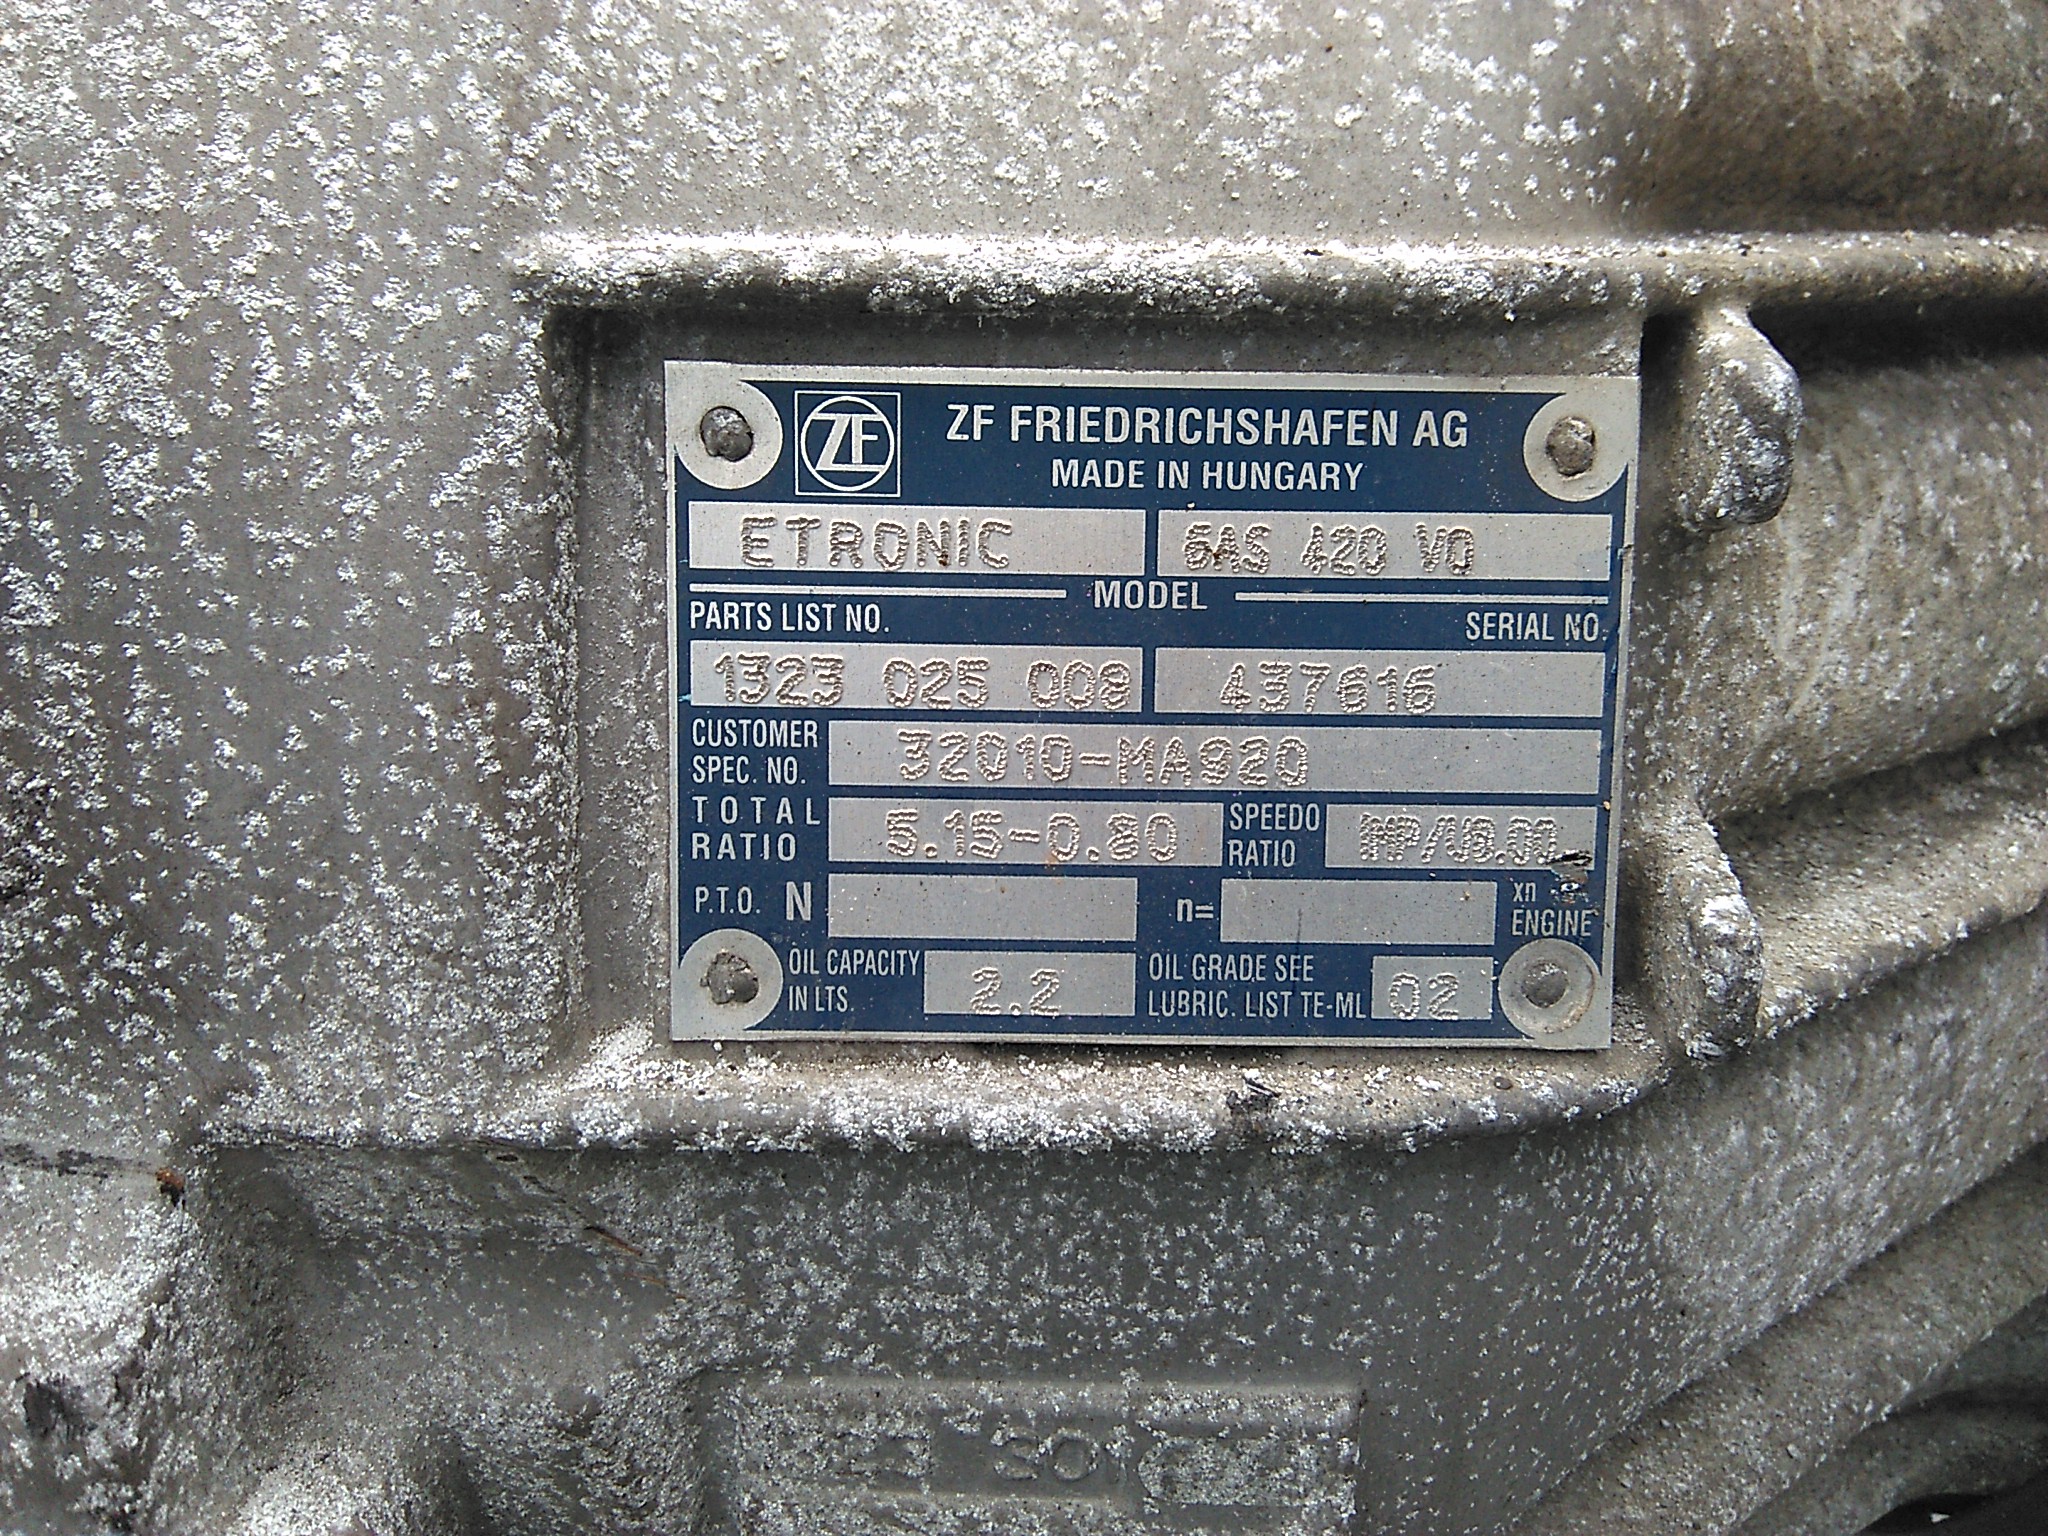 ZF
ZF FRIEDRICHSHAFEN AG
MADE IN HUNGARY
ETRONIC 6AS 420 VO
MODEL
PARTS LIST NO. SERIAL NO.
1323 025 008 437616
CUSTOMER
SPEC. NO.
32010-MA920
TOTAL
RATIO
5.15-0.80
SPEEDO
RATIO
P.T.O. N n= xn
ENGINE
OIL CAPACITY
IN LTS.
2.2
OIL GRADE SEE
LUBRIC. LIST TE-ML
02
301